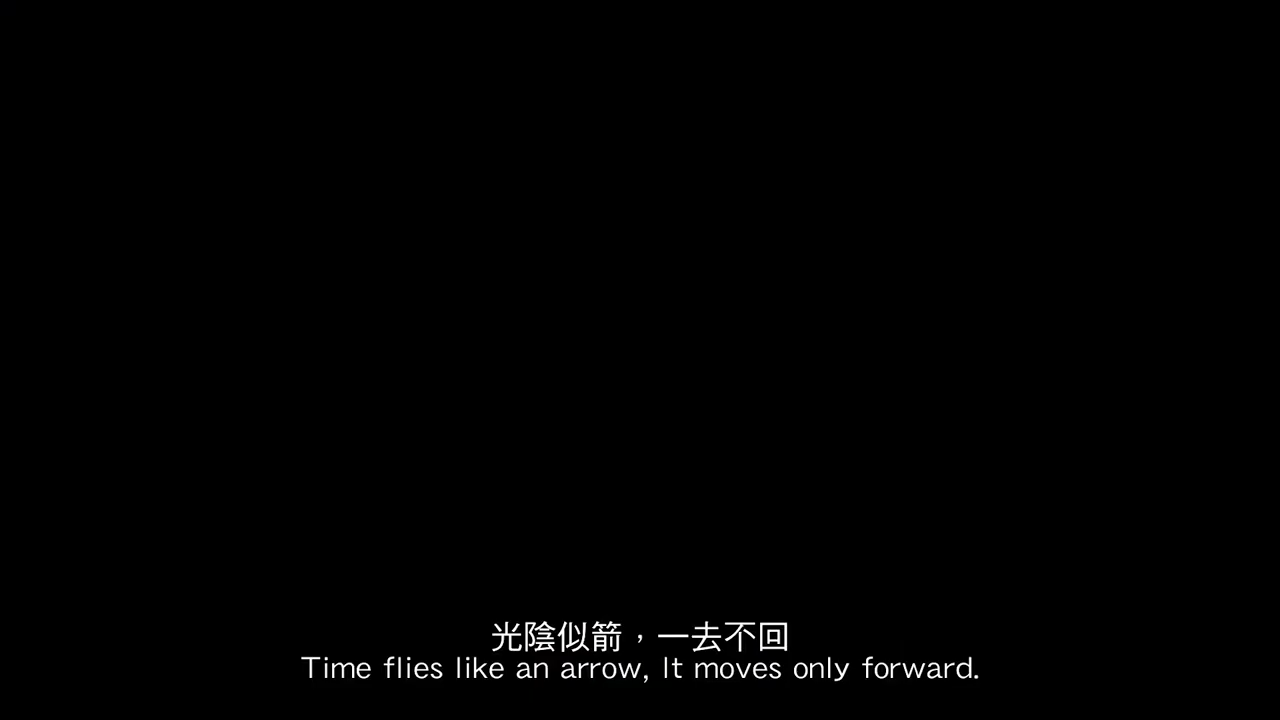 光陰似箭，一去不回
Time flies like an arrow, It moves only forward.